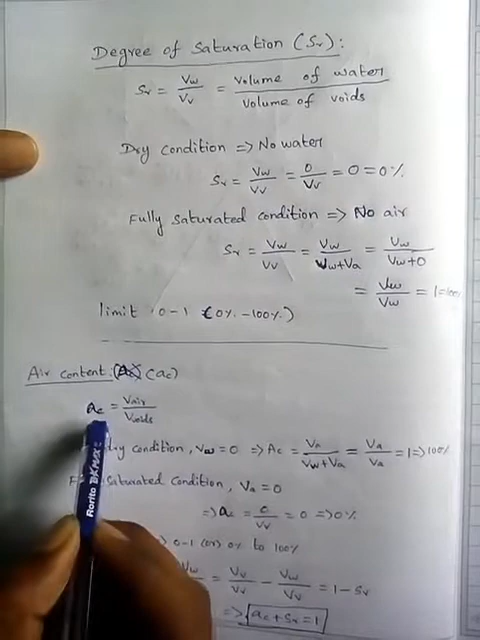 Degree of Saturation (Sr):
Sr = Vw/Vv = Volume of water/Volume of voids
Dry condition => No water
Sr = Vw/Vv = 0/Vv = 0 = 0%
Fully Saturated condition => No air
Sr = Vw/Vv = Vw/Vw+Va = Vw/Vw+0
= Vw/Vw = 1 = 100%
limit 0-1 (0% - 100%)
Air content: (ac)
ac = Vair/Vvoids
Dry condition, Vw = 0 => Ac = Va/Vw+Va = Va/Va = 1 => 100%
Saturated Condition, Va = 0
=> ac = 0/Vv = 0 => 0%
0-1 (or) 0% to 100%
= Vv/Vv - Vw/Vv = 1 - Sr
=> ac + Sr = 1
Rorito BKMAX